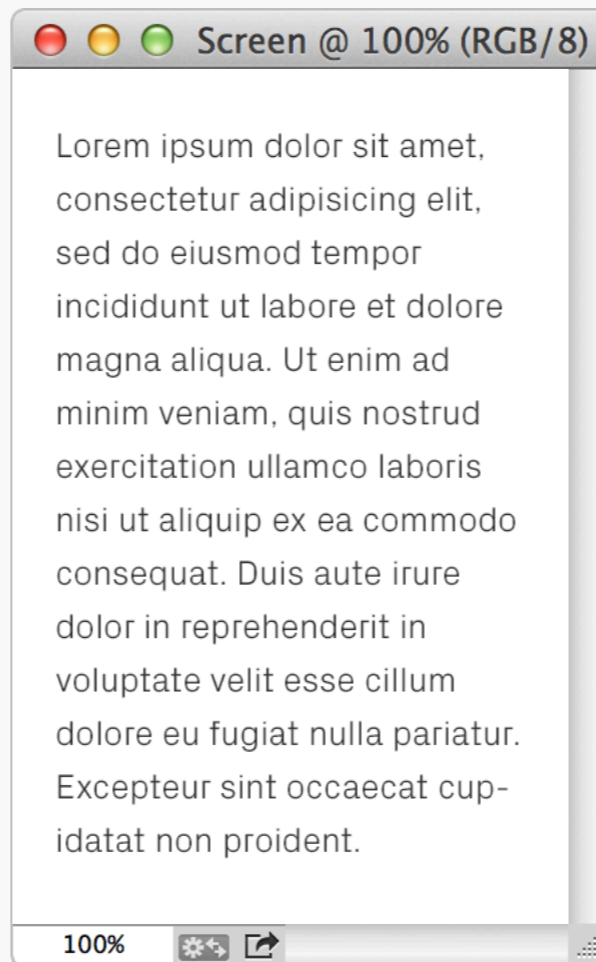 Screen @ 100% (RGB/8)
Lorem ipsum dolor sit amet,
consectetur adipisicing elit,
sed do eiusmod tempor
incididunt ut labore et dolore
magna aliqua. Ut enim ad
minim veniam, quis nostrud
exercitation ullamco laboris
nisi ut aliquip ex ea commodo
consequat. Duis aute irure
dolor in reprehenderit in
voluptate velit esse cillum
dolore eu fugiat nulla pariatur.
Excepteur sint occaecat cup-
idatat non proident.
100%